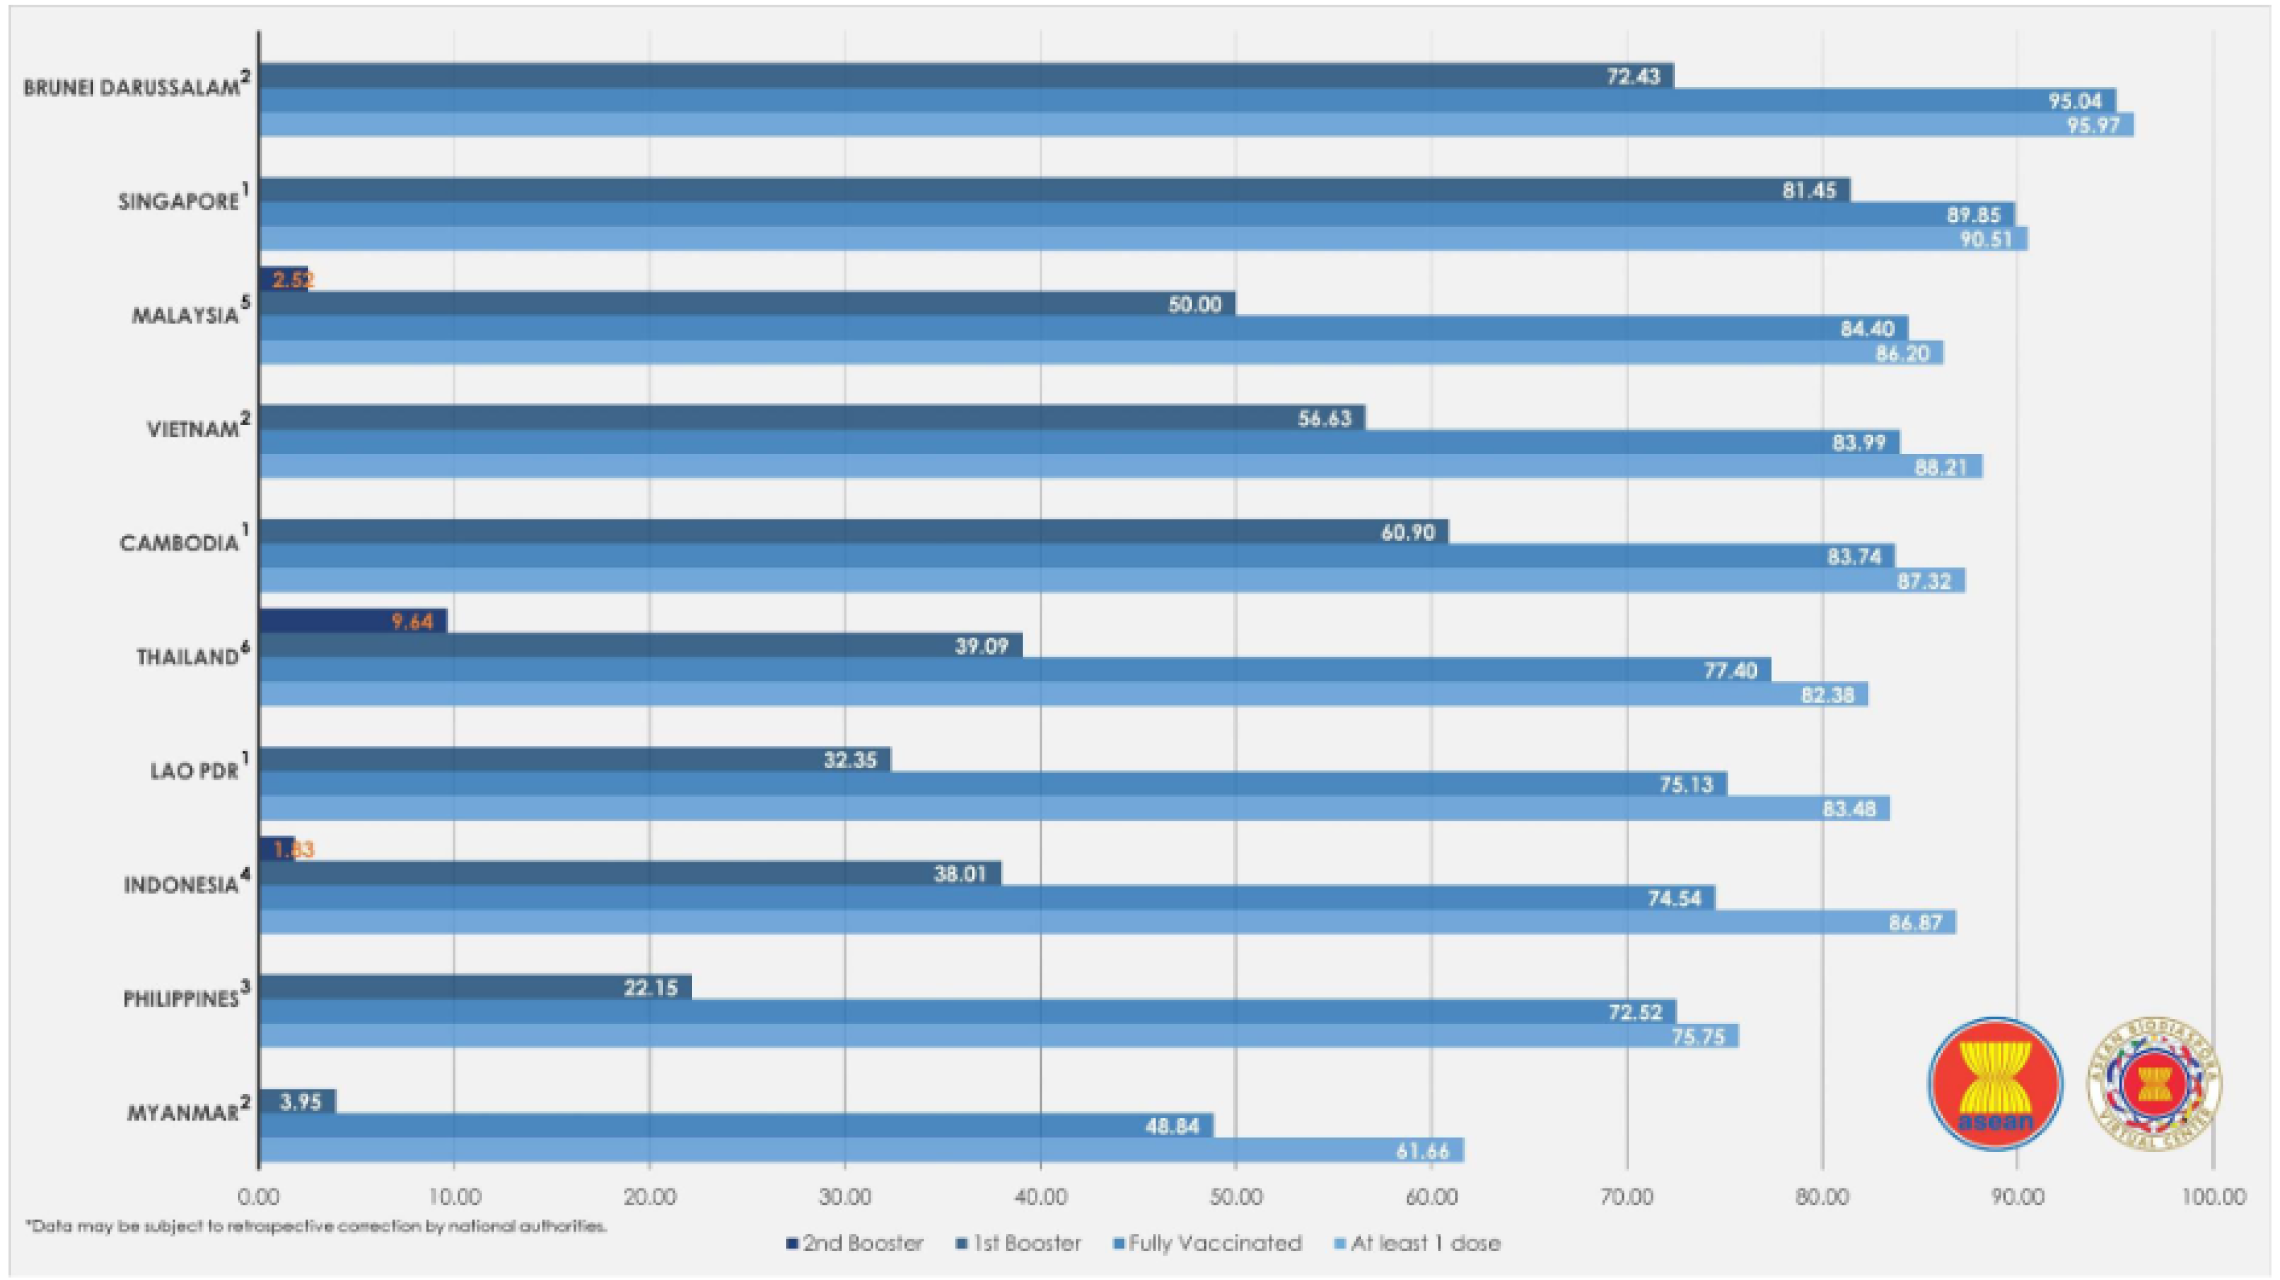 72.43
BRUNEI DARUSSALAM²
95.04
95.97
81.45
SINGAPORE¹
89.85
90.51
2.52
50.00
MALAYSIA⁵
84.40
86.20
56.63
VIETNAM²
83.99
88.21
60.90
CAMBODIA¹
83.74
87.32
9.64
39.09
THAILAND⁶
77.40
82.38
32.35
LAO PDR¹
75.13
83.48
1.83
38.01
INDONESIA⁴
74.54
86.87
22.15
PHILIPPINES³
72.52
75.75
3.95
MYANMAR²
48.84
61.66
asean
ASEAN BIODIASPORA
VIRTUAL CENTER
0.00 10.00 20.00 30.00 40.00 50.00 60.00 70.00 80.00 90.00 100.00
*Data may be subject to retrospective correction by national authorities.
2nd Booster 1st Booster Fully Vaccinated At least 1 dose